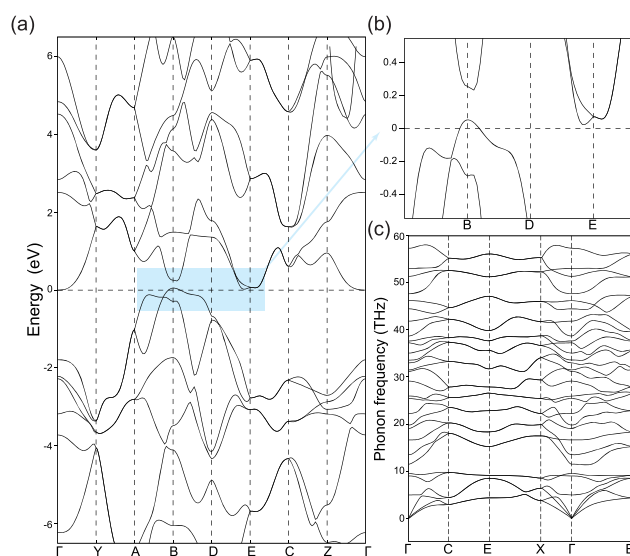 (a)
Energy (eV)
6
4
2
0
-2
-4
-6
Γ Y A B D E C Z Γ
(b)
0.4
0.2
0
-0.2
-0.4
B D E
(c)
Phonon frequency (THz)
60
50
40
30
20
10
0
Γ C E X Γ